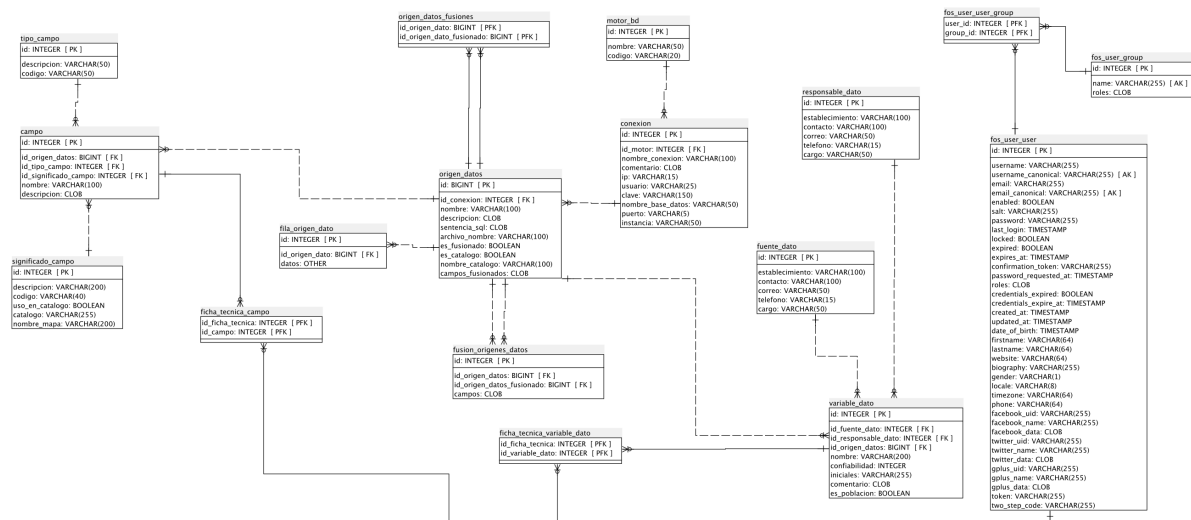 tipo_campo
id: INTEGER [ PK ]
descripcion: VARCHAR(50)
codigo: VARCHAR(50)
campo
id: INTEGER [ PK ]
id_origen_datos: BIGINT [ FK ]
id_tipo_campo: INTEGER [ FK ]
id_significado_campo: INTEGER [ FK ]
nombre: VARCHAR(100)
descripcion: CLOB
significado_campo
id: INTEGER [ PK ]
descripcion: VARCHAR(200)
codigo: VARCHAR(40)
uso_en_catalogo: BOOLEAN
catalogo: VARCHAR(255)
nombre_mapa: VARCHAR(200)
ficha_tecnica_campo
id_ficha_tecnica: INTEGER [ PFK ]
id_campo: INTEGER [ PFK ]
fila_origen_dato
id: INTEGER [ PK ]
id_origen_dato: BIGINT [ FK ]
datos: OTHER
origen_datos_fusiones
id_origen_dato: BIGINT [ PFK ]
id_origen_dato_fusionado: BIGINT [ PFK ]
origen_datos
id: BIGINT [ PK ]
id_conexion: INTEGER [ FK ]
nombre: VARCHAR(100)
descripcion: CLOB
sentencia_sql: CLOB
archivo_nombre: VARCHAR(100)
es_fusionado: BOOLEAN
es_catalogo: BOOLEAN
nombre_catalogo: VARCHAR(100)
campos_fusionados: CLOB
fusion_origenes_datos
id: INTEGER [ PK ]
id_origen_datos: BIGINT [ FK ]
id_origen_datos_fusionado: BIGINT [ FK ]
campos: CLOB
ficha_tecnica_variable_dato
id_ficha_tecnica: INTEGER [ PFK ]
id_variable_dato: INTEGER [ PFK ]
motor_bd
id: INTEGER [ PK ]
nombre: VARCHAR(50)
codigo: VARCHAR(20)
conexion
id: INTEGER [ PK ]
id_motor: INTEGER [ FK ]
nombre_conexion: VARCHAR(100)
comentario: CLOB
ip: VARCHAR(15)
usuario: VARCHAR(25)
clave: VARCHAR(150)
nombre_base_datos: VARCHAR(50)
puerto: VARCHAR(5)
instancia: VARCHAR(50)
responsable_dato
id: INTEGER [ PK ]
establecimiento: VARCHAR(100)
contacto: VARCHAR(100)
correo: VARCHAR(50)
telefono: VARCHAR(15)
cargo: VARCHAR(50)
fuente_dato
id: INTEGER [ PK ]
establecimiento: VARCHAR(100)
contacto: VARCHAR(100)
correo: VARCHAR(50)
telefono: VARCHAR(15)
cargo: VARCHAR(50)
variable_dato
id: INTEGER [ PK ]
id_fuente_dato: INTEGER [ FK ]
id_responsable_dato: INTEGER [ FK ]
id_origen_datos: BIGINT [ FK ]
nombre: VARCHAR(200)
confiabilidad: INTEGER
iniciales: VARCHAR(255)
comentario: CLOB
es_poblacion: BOOLEAN
fos_user_user_group
user_id: INTEGER [ PFK ]
group_id: INTEGER [ PFK ]
fos_user_group
id: INTEGER [ PK ]
name: VARCHAR(255) [ AK ]
roles: CLOB
fos_user_user
id: INTEGER [ PK ]
username: VARCHAR(255)
username_canonical: VARCHAR(255) [ AK ]
email: VARCHAR(255)
email_canonical: VARCHAR(255) [ AK ]
enabled: BOOLEAN
salt: VARCHAR(255)
password: VARCHAR(255)
last_login: TIMESTAMP
locked: BOOLEAN
expired: BOOLEAN
expires_at: TIMESTAMP
confirmation_token: VARCHAR(255)
password_requested_at: TIMESTAMP
roles: CLOB
credentials_expired: BOOLEAN
credentials_expire_at: TIMESTAMP
created_at: TIMESTAMP
updated_at: TIMESTAMP
date_of_birth: TIMESTAMP
firstname: VARCHAR(64)
lastname: VARCHAR(64)
website: VARCHAR(64)
biography: VARCHAR(255)
gender: VARCHAR(1)
locale: VARCHAR(8)
timezone: VARCHAR(64)
phone: VARCHAR(64)
facebook_uid: VARCHAR(255)
facebook_name: VARCHAR(255)
facebook_data: CLOB
twitter_uid: VARCHAR(255)
twitter_name: VARCHAR(255)
twitter_data: CLOB
gplus_uid: VARCHAR(255)
gplus_name: VARCHAR(255)
gplus_data: CLOB
token: VARCHAR(255)
two_step_code: VARCHAR(255)